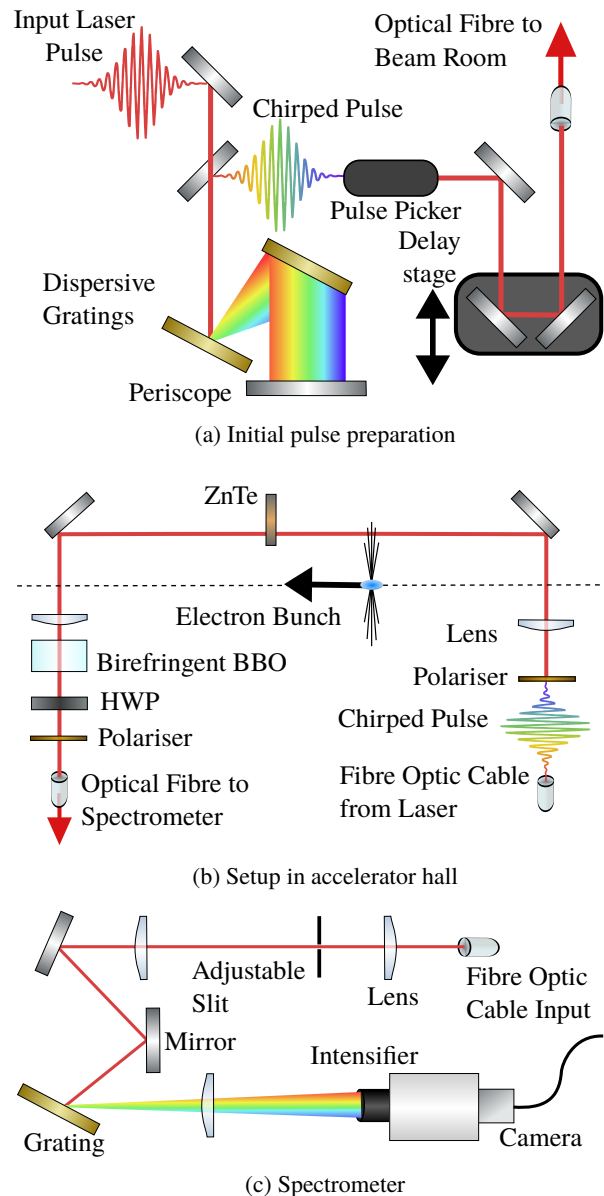 Input Laser
Pulse
Optical Fibre to
Beam Room
Chirped Pulse
Pulse Picker
Delay
stage
Dispersive
Gratings
Periscope
(a) Initial pulse preparation
ZnTe
Electron Bunch
Lens
Birefringent BBO
Polariser
HWP
Chirped Pulse
Polariser
Optical Fibre to
Spectrometer
Fibre Optic Cable
from Laser
(b) Setup in accelerator hall
Adjustable
Slit
Lens
Fibre Optic
Cable Input
Mirror
Intensifier
Grating
Camera
(c) Spectrometer